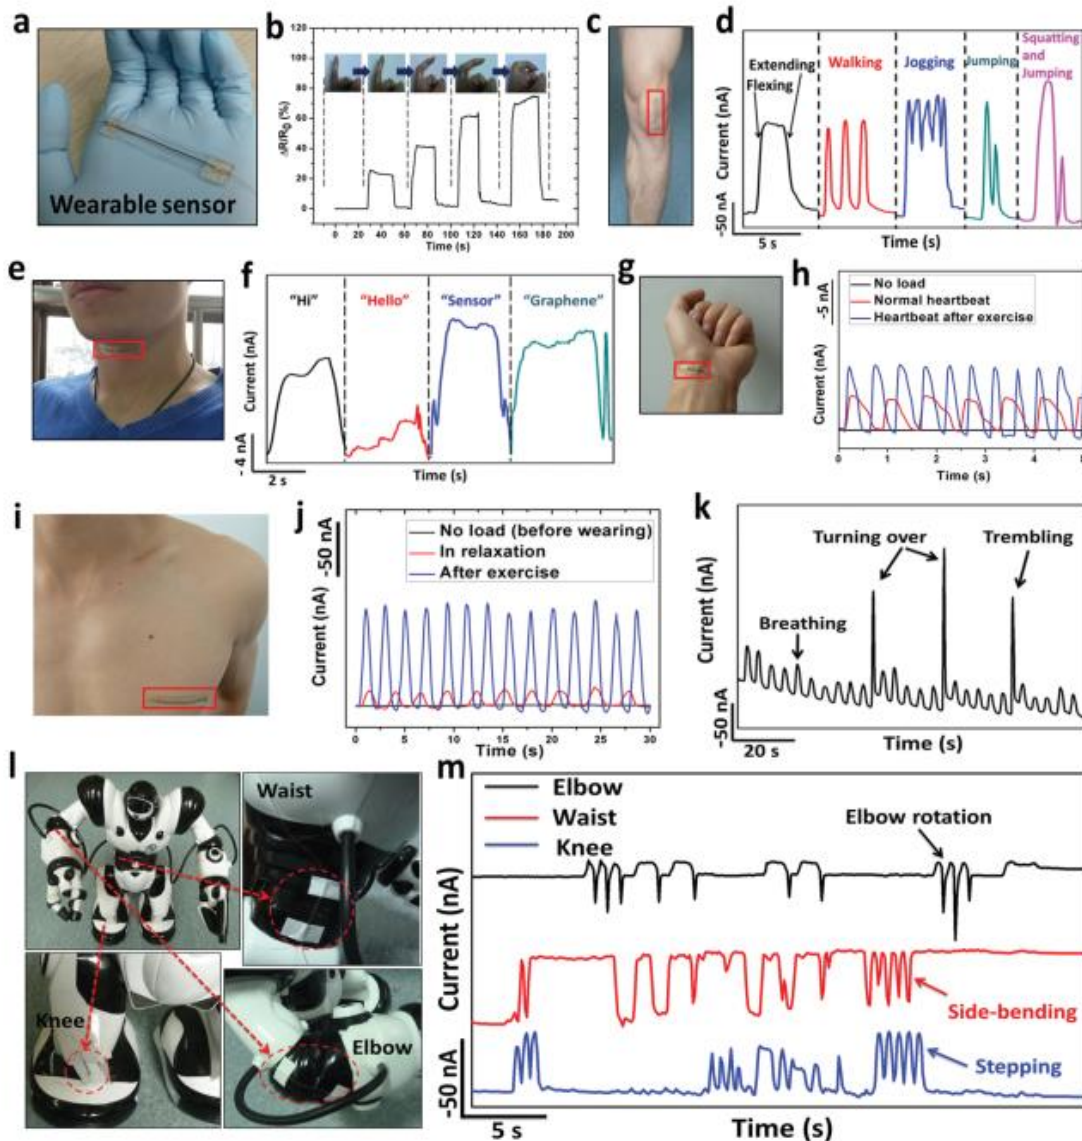 a
Wearable sensor
b
ΔR/R₀ (%)
120
100
80
60
40
20
0
0 20 40 60 80 100 120 140 160 180 200
Time (s)
c
d
Current (nA)
-50 nA
Extending
Flexing
Walking
Jogging
Jumping
Squatting
and
Jumping
5 s
Time (s)
e
f
Current (nA)
-4 nA
"Hi"
"Hello"
"Sensor"
"Graphene"
2 s
Time (s)
g
h
-5 nA
No load
Normal heartbeat
Heartbeat after exercise
Current (nA)
0 1 2 3 4 5
Time (s)
i
j
-50 nA
No load (before wearing)
In relaxation
After exercise
Current (nA)
0 5 10 15 20 25 30
Time (s)
k
Current (nA)
-50 nA
Turning over
Trembling
Breathing
20 s
Time (s)
l
Waist
Knee
Elbow
m
Elbow
Waist
Knee
Elbow rotation
Current (nA)
Side-bending
Stepping
-50 nA
5 s
Time (s)